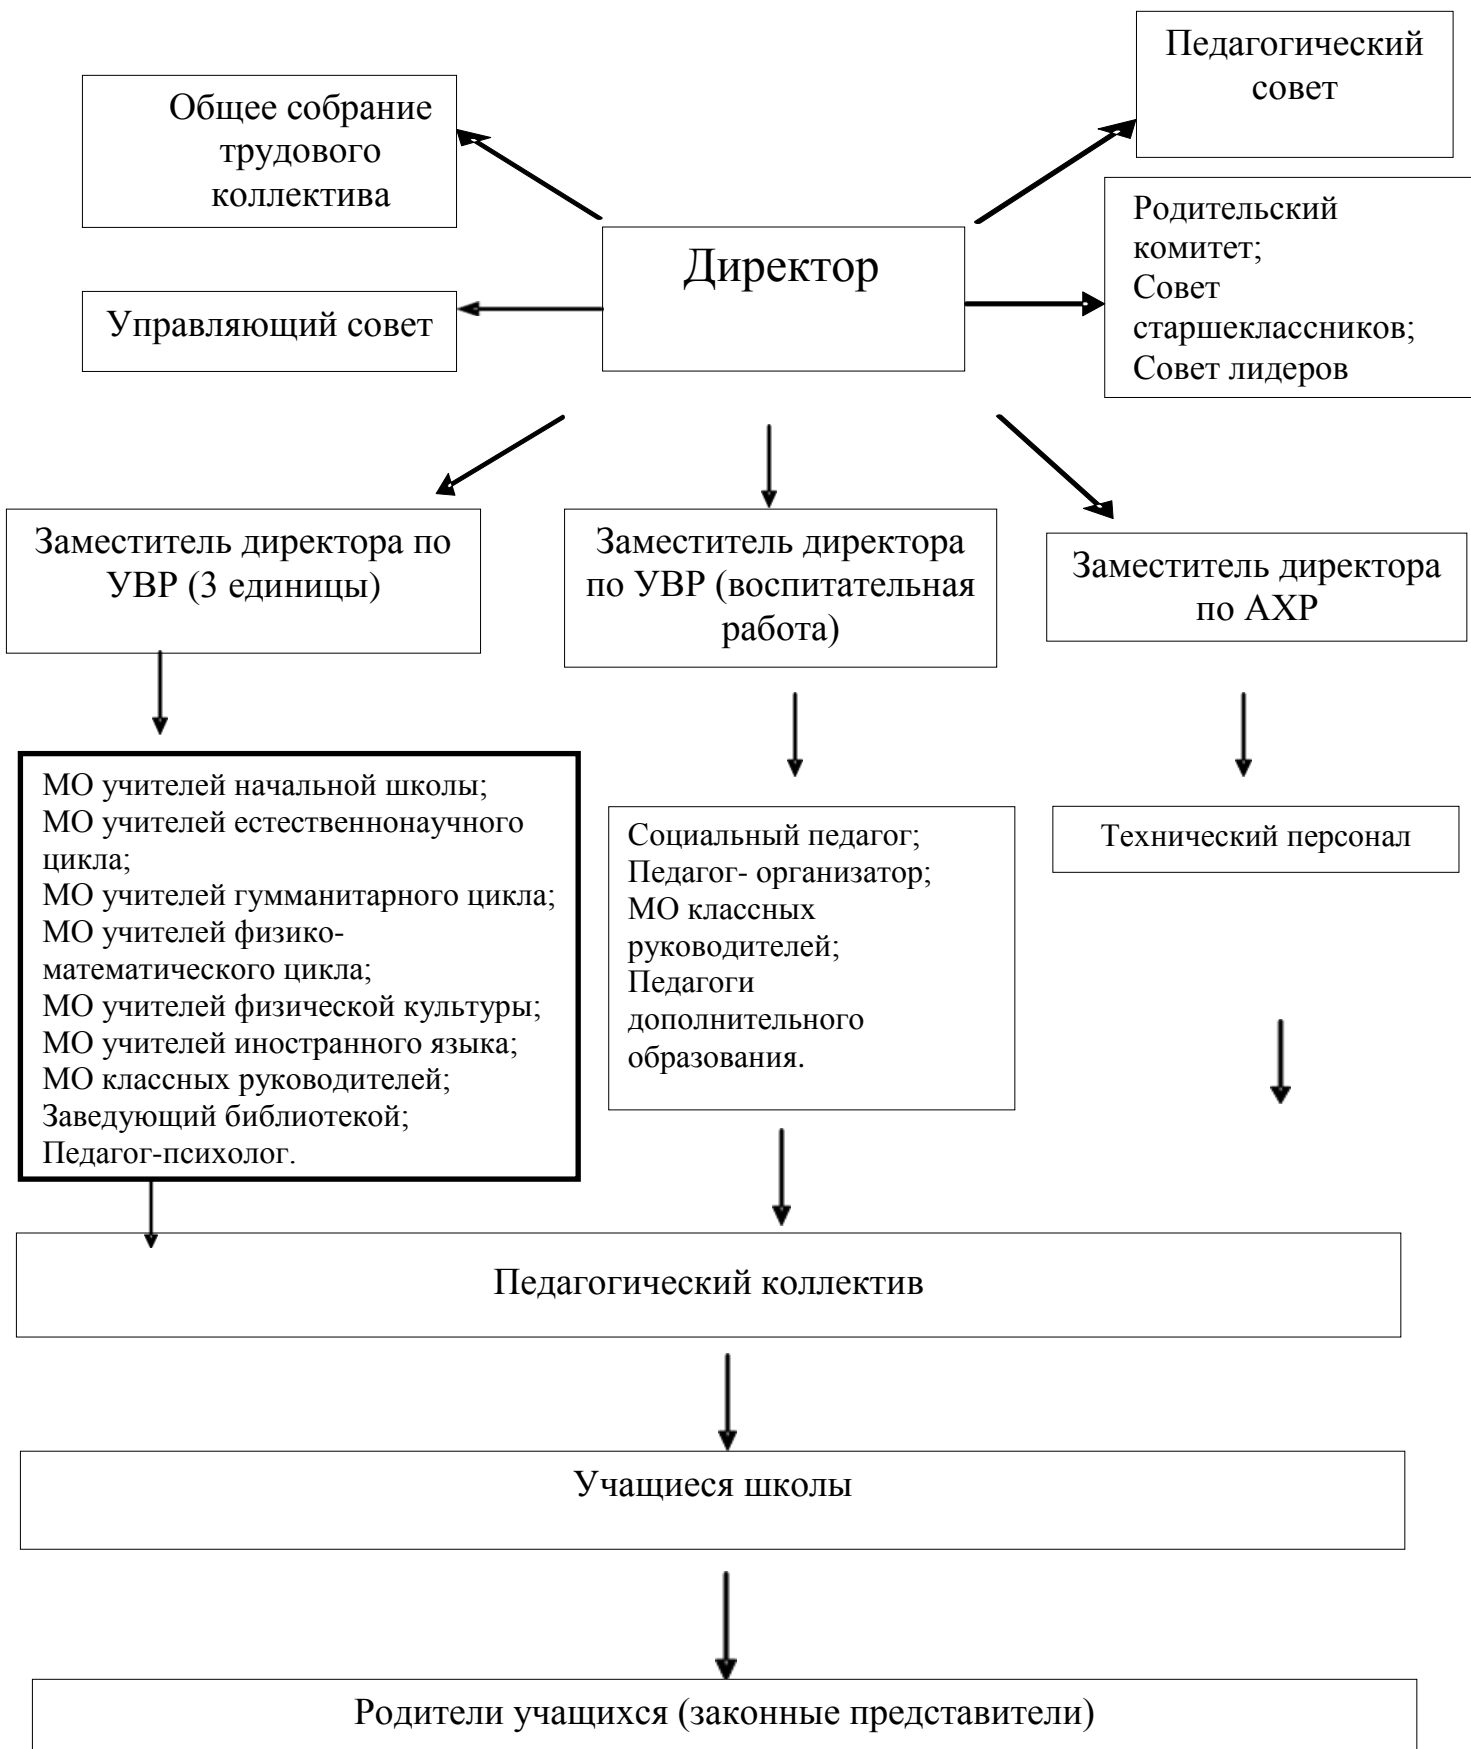 Педагогический
совет
Общее собрание
трудового
коллектива
Родительский
комитет;
Совет
старшеклассников;
Совет лидеров
Директор
Управляющий совет
Заместитель директора по
УВР (3 единицы)
Заместитель директора
по УВР (воспитательная
работа)
Заместитель директора
по АХР
МО учителей начальной школы;
МО учителей естественнонаучного
цикла;
МО учителей гумманитарного цикла;
МО учителей физико-
математического цикла;
МО учителей физической культуры;
МО учителей иностранного языка;
МО классных руководителей;
Заведующий библиотекой;
Педагог-психолог.
Социальный педагог;
Педагог- организатор;
МО классных
руководителей;
Педагоги
дополнительного
образования.
Технический персонал
Педагогический коллектив
Учащиеся школы
Родители учащихся (законные представители)